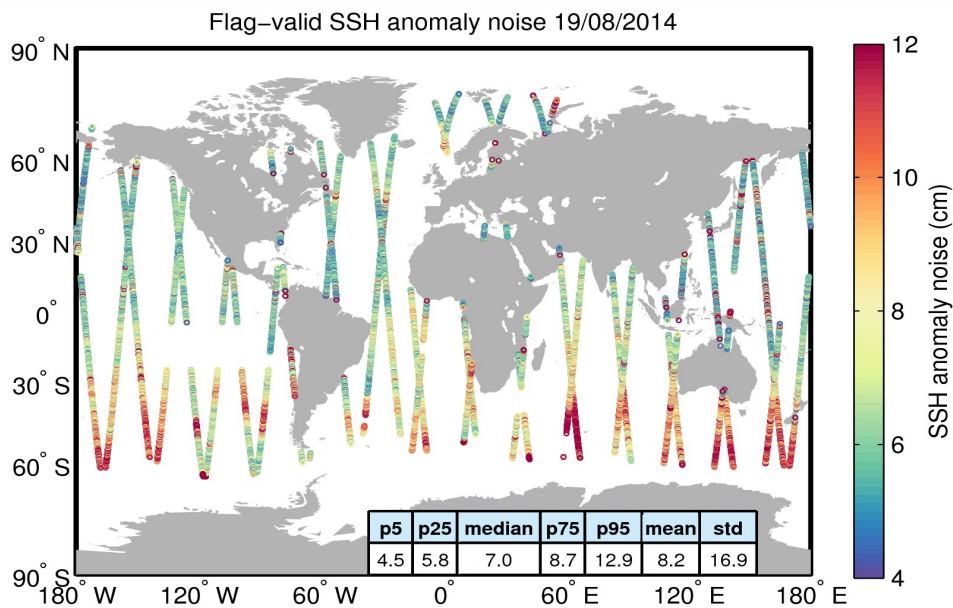 Flag−valid SSH anomaly noise 19/08/2014
90° N
60° N
30° N
0°
30° S
60° S
90° S
180° W
120° W
60° W
0°
60° E
120° E
180° E
p5 p25 median p75 p95 mean std
4.5 5.8 7.0 8.7 12.9 8.2 16.9
12
10
8
6
4
SSH anomaly noise (cm)